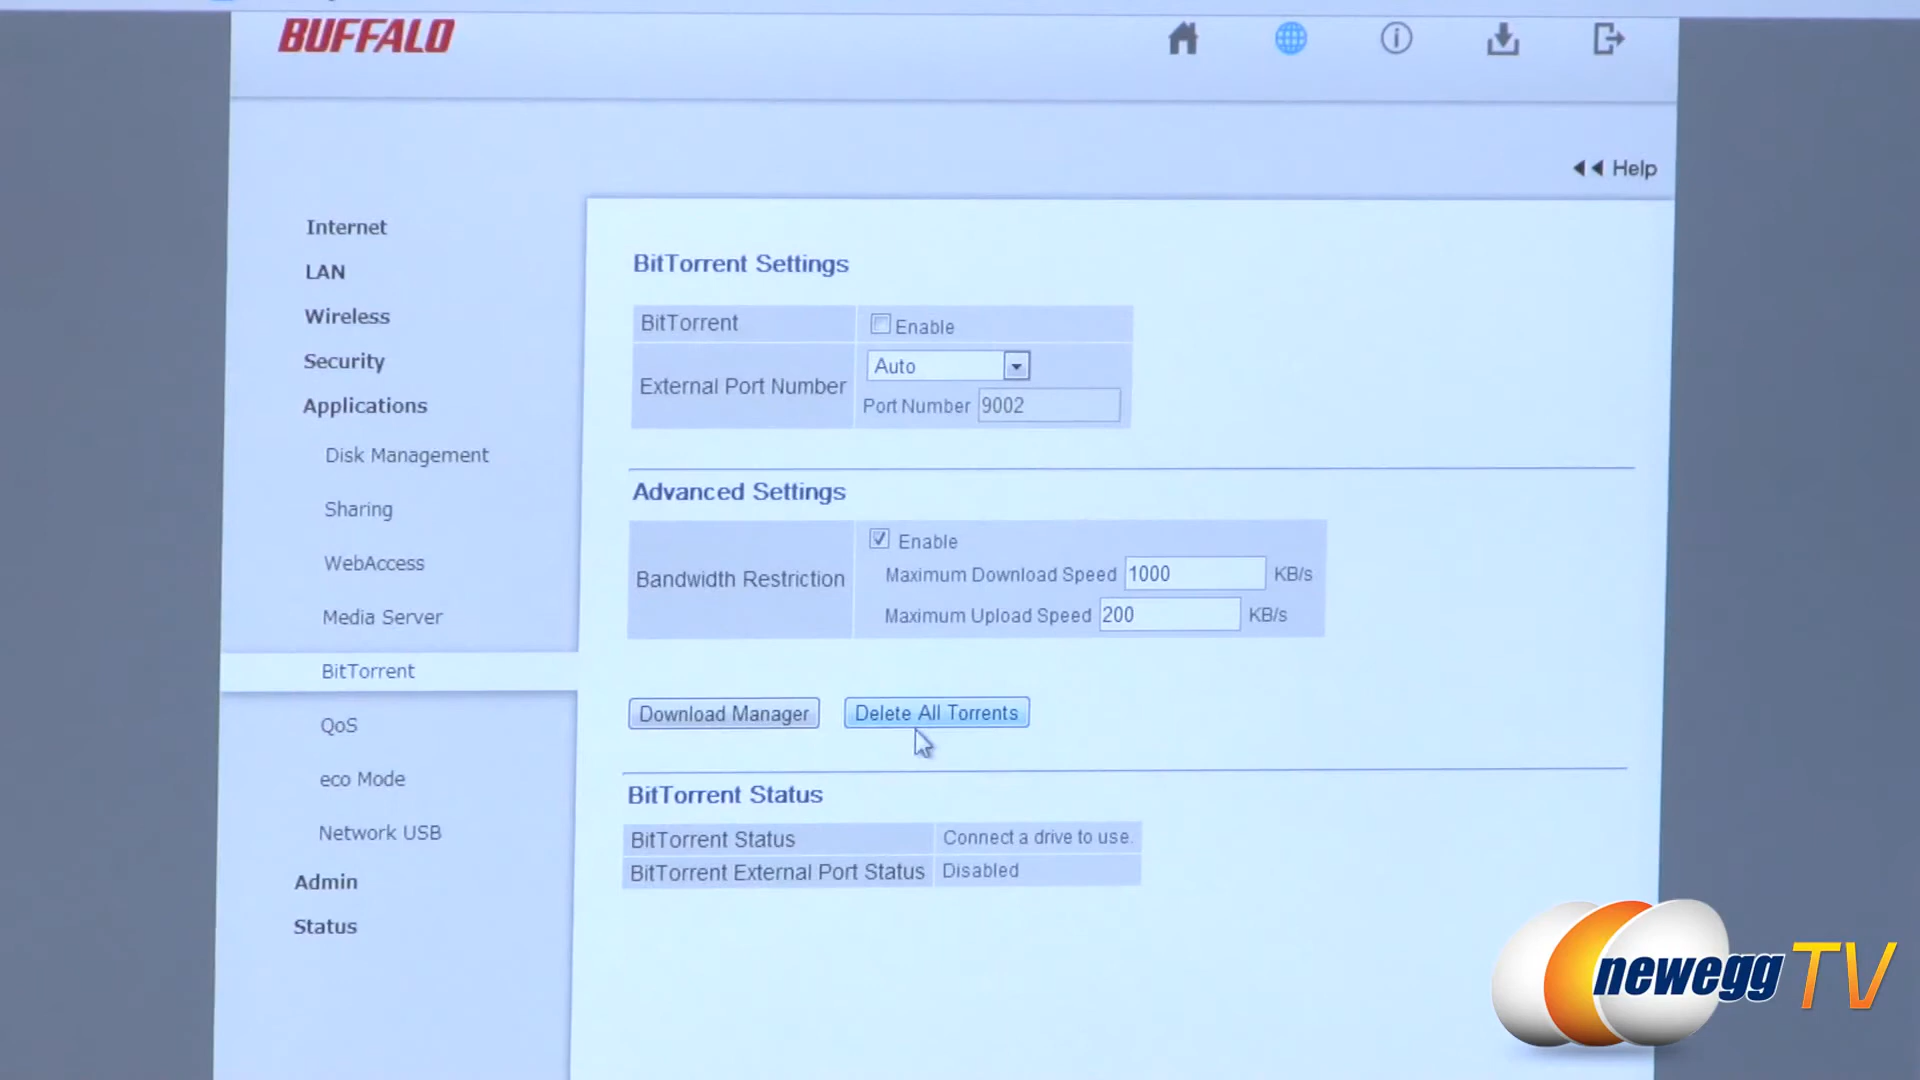 BUFFALO
Help
Internet
LAN
Wireless
Security
Applications
Disk Management
Sharing
WebAccess
Media Server
BitTorrent
QoS
eco Mode
Network USB
Admin
Status
BitTorrent Settings
BitTorrent Enable
External Port Number Auto
Port Number 9002
Advanced Settings
Bandwidth Restriction Enable
Maximum Download Speed 1000 KB/s
Maximum Upload Speed 200 KB/s
Download Manager Delete All Torrents
BitTorrent Status
BitTorrent Status Connect a drive to use.
BitTorrent External Port Status Disabled
newegg TV